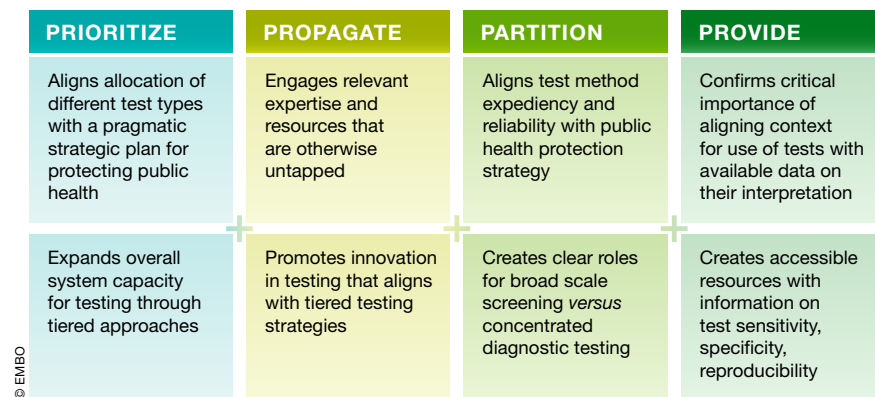 PRIORITIZE
Aligns allocation of
different test types
with a pragmatic
strategic plan for
protecting public
health
Expands overall
system capacity
for testing through
tiered approaches
PROPAGATE
Engages relevant
expertise and
resources that
are otherwise
untapped
Promotes innovation
in testing that aligns
with tiered testing
strategies
PARTITION
Aligns test method
expediency and
reliability with public
health protection
strategy
Creates clear roles
for broad scale
screening versus
concentrated
diagnostic testing
PROVIDE
Confirms critical
importance of
aligning context
for use of tests with
available data on
their interpretation
Creates accessible
resources with
information on
test sensitivity,
specificity,
reproducibility
© EMBO